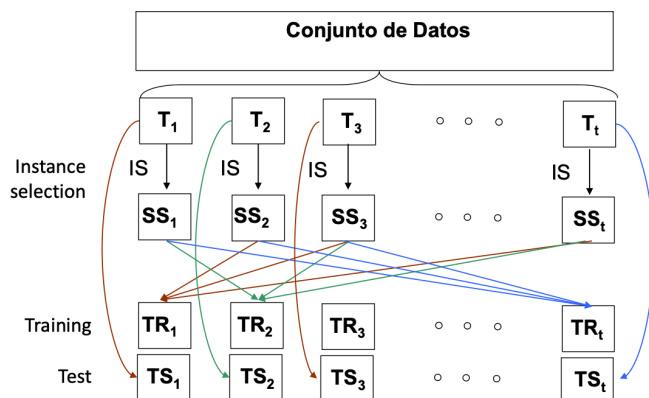 Conjunto de Datos
T1 T2 T3 Tt
IS IS IS IS
Instance
selection
SS1 SS2 SS3 SSt
Training TR1 TR2 TR3 TRt
Test TS1 TS2 TS3 TSt